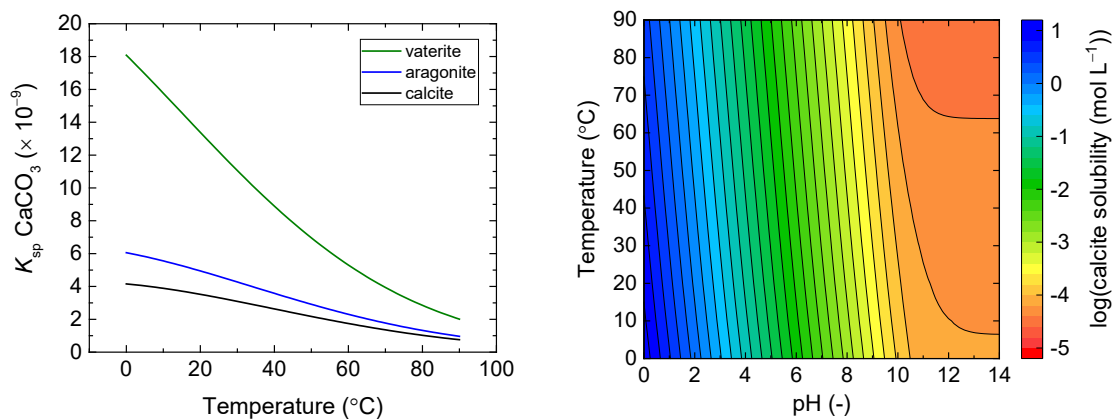 20
18
16
14
12
10
8
6
4
2
0
K_sp CaCO₃ (× 10⁻⁹)
vaterite
aragonite
calcite
0 20 40 60 80 100
Temperature (°C)
90
80
70
60
50
40
30
20
10
0
Temperature (°C)
0 2 4 6 8 10 12 14
pH (-)
1
0
-1
-2
-3
-4
-5
log(calcite solubility (mol L⁻¹))